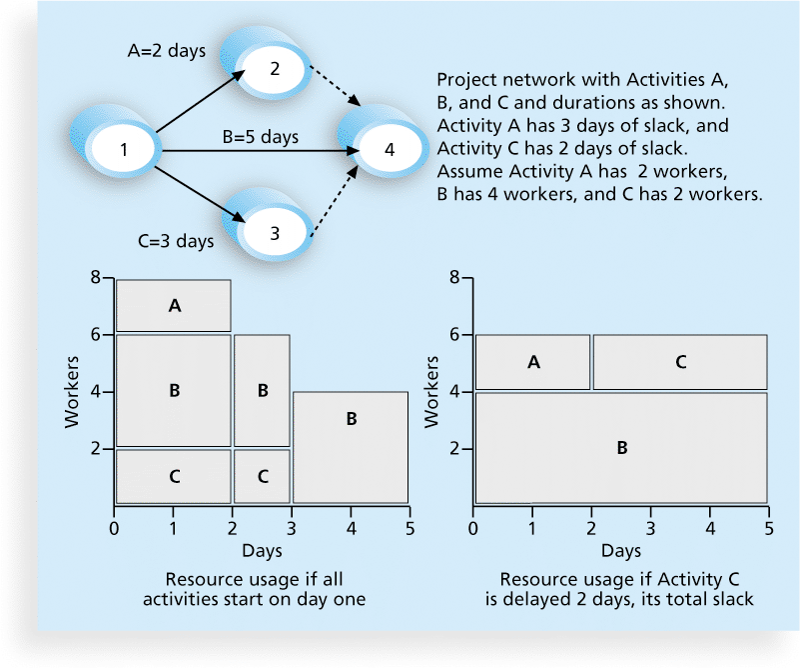 A=2 days
2
Project network with Activities A,
B, and C and durations as shown.
Activity A has 3 days of slack, and
Activity C has 2 days of slack.
Assume Activity A has 2 workers,
B has 4 workers, and C has 2 workers.
1
B=5 days
4
C=3 days
3
8
6
4
2
Workers
A
B
B
B
C
C
0 1 2 3 4 5
Days
Resource usage if all
activities start on day one
8
6
4
2
Workers
A
C
B
0 1 2 3 4 5
Days
Resource usage if Activity C
is delayed 2 days, its total slack